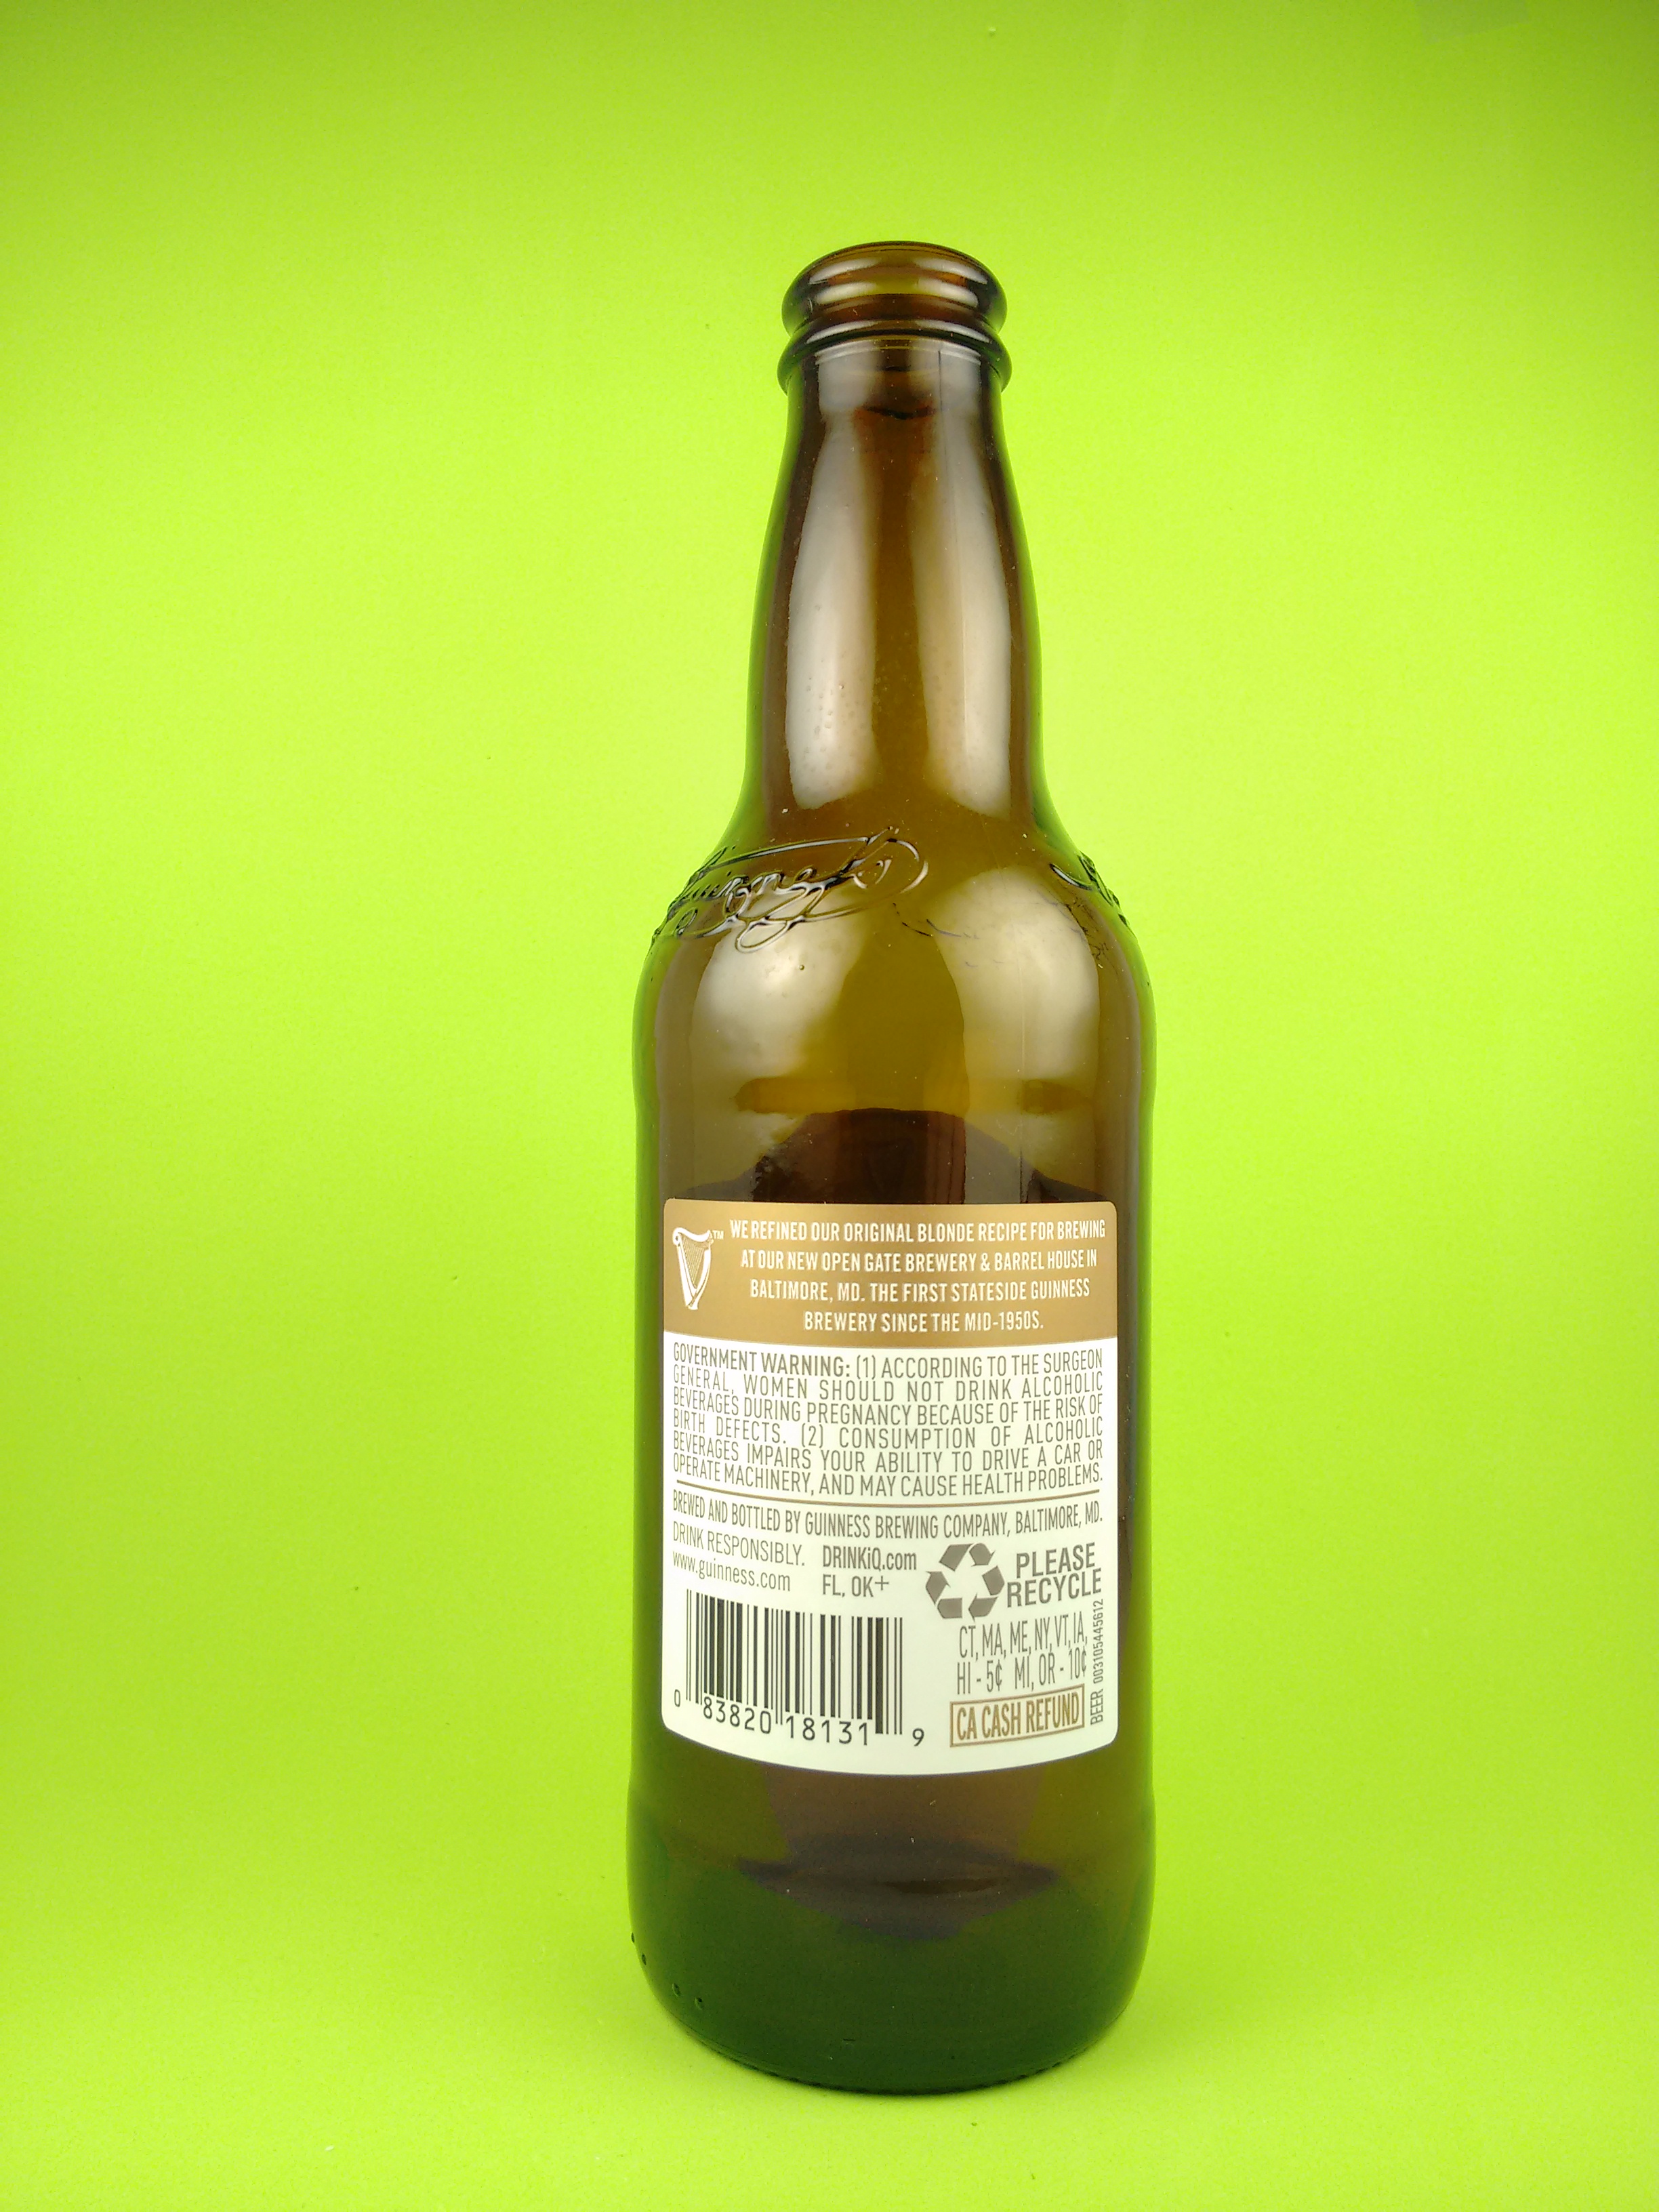 Guinness
™ WE REFINED OUR ORIGINAL BLONDE RECIPE FOR BREWING
AT OUR NEW OPEN GATE BREWERY & BARREL HOUSE IN
BALTIMORE, MD. THE FIRST STATESIDE GUINNESS
BREWERY SINCE THE MID-1950S.
GOVERNMENT WARNING: (1) ACCORDING TO THE SURGEON
GENERAL, WOMEN SHOULD NOT DRINK ALCOHOLIC
BEVERAGES DURING PREGNANCY BECAUSE OF THE RISK OF
BIRTH DEFECTS. (2) CONSUMPTION OF ALCOHOLIC
BEVERAGES IMPAIRS YOUR ABILITY TO DRIVE A CAR OR
OPERATE MACHINERY, AND MAY CAUSE HEALTH PROBLEMS.
BREWED AND BOTTLED BY GUINNESS BREWING COMPANY, BALTIMORE, MD.
DRINK RESPONSIBLY. DRINKiQ.com
www.guinness.com FL, OK+
PLEASE
RECYCLE
CT, MA, ME, NY, VT, IA,
HI - 5¢ MI, OR - 10¢
CA CASH REFUND
BEER 003105445612
0 83820 18131 9